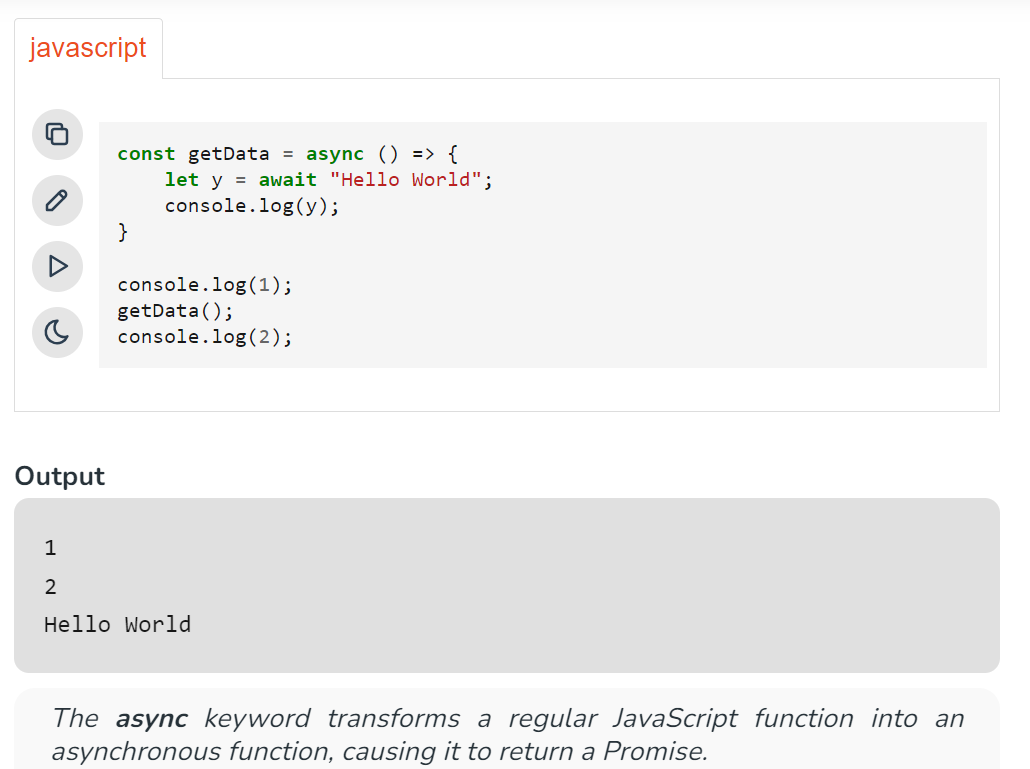 javascript
const getData = async () => {
    let y = await "Hello World";
    console.log(y);
}
console.log(1);
getData();
console.log(2);
Output
1
2
Hello World
The async keyword transforms a regular JavaScript function into an
asynchronous function, causing it to return a Promise.